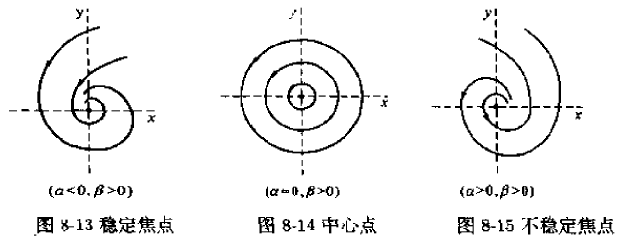 y
x
(α<0,β>0)
图 8-13 稳定焦点
y
x
(α=0,β>0)
图 8-14 中心点
y
x
(α>0,β>0)
图 8-15 不稳定焦点